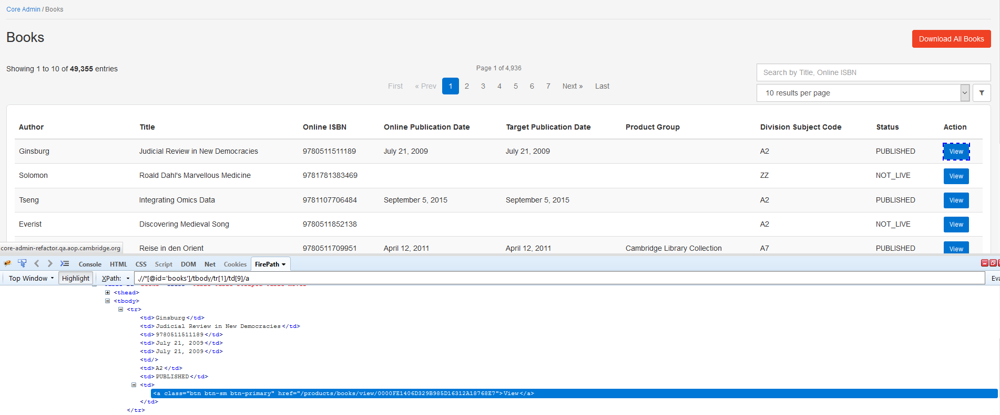 Core Admin / Books
Books
Download All Books
Showing 1 to 10 of 49,355 entries
Page 1 of 4,936
First « Prev 1 2 3 4 5 6 7 Next » Last
Search by Title, Online ISBN
10 results per page
Author Title Online ISBN Online Publication Date Target Publication Date Product Group Division Subject Code Status Action
Ginsburg Judicial Review in New Democracies 9780511511189 July 21, 2009 July 21, 2009 A2 PUBLISHED View
Solomon Roald Dahl's Marvellous Medicine 9781781383469 ZZ NOT_LIVE View
Tseng Integrating Omics Data 9781107706484 September 5, 2015 September 5, 2015 A2 PUBLISHED View
Everist Discovering Medieval Song 9780511852138 A2 NOT_LIVE View
core-admin-refactor.qa.aop.cambridge.org Reise in den Orient 9780511709951 April 12, 2011 April 12, 2011 Cambridge Library Collection A7 PUBLISHED View
Console HTML CSS Script DOM Net Cookies FirePath
Top Window Highlight XPath: .//*[@id='books']/tbody/tr[1]/td[9]/a
<thead>
<tbody>
<tr>
<td>Ginsburg</td>
<td>Judicial Review in New Democracies</td>
<td>9780511511189</td>
<td>July 21, 2009</td>
<td>July 21, 2009</td>
<td/>
<td>A2</td>
<td>PUBLISHED</td>
<td>
<a class="btn btn-sm btn-primary" href="/products/books/view/0000FE1406D329B985D16312A18768E7">View</a>
</td>
</tr>